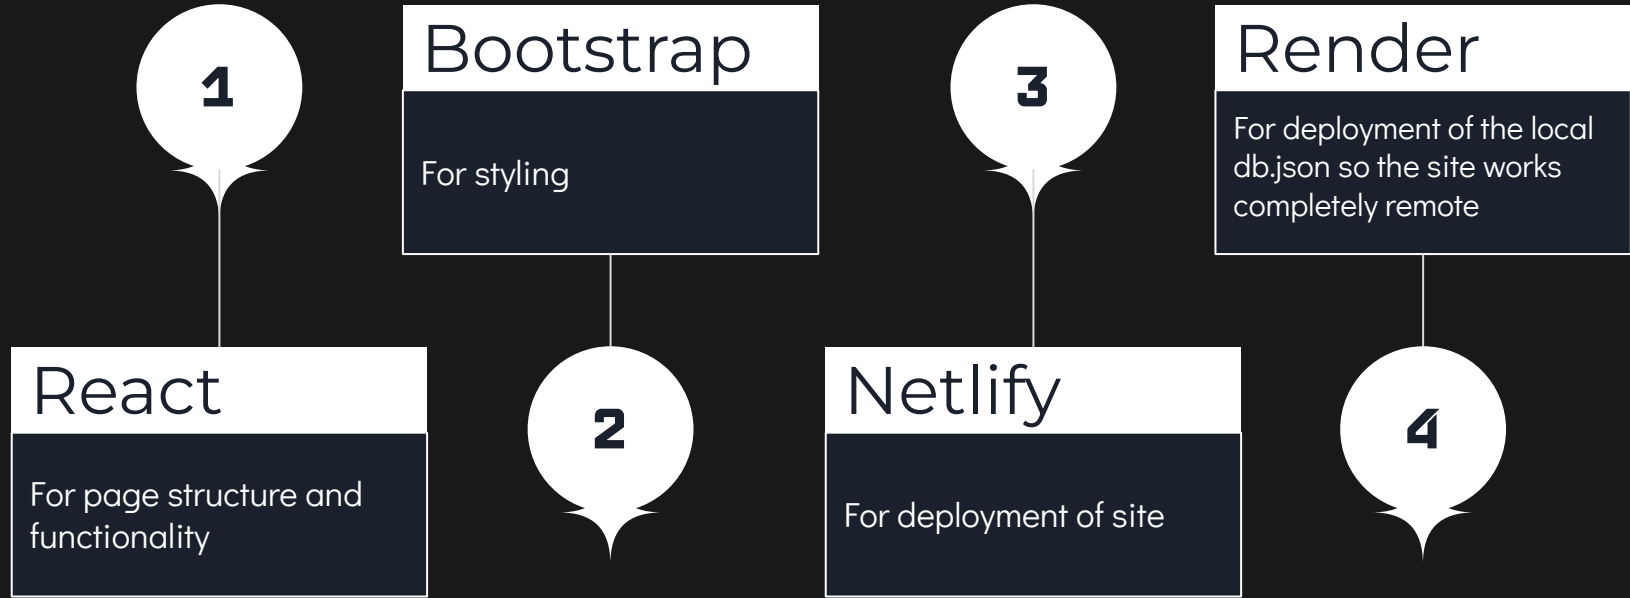 1
React
For page structure and
functionality
Bootstrap
For styling
2
3
Netlify
For deployment of site
Render
For deployment of the local
db.json so the site works
completely remote
4